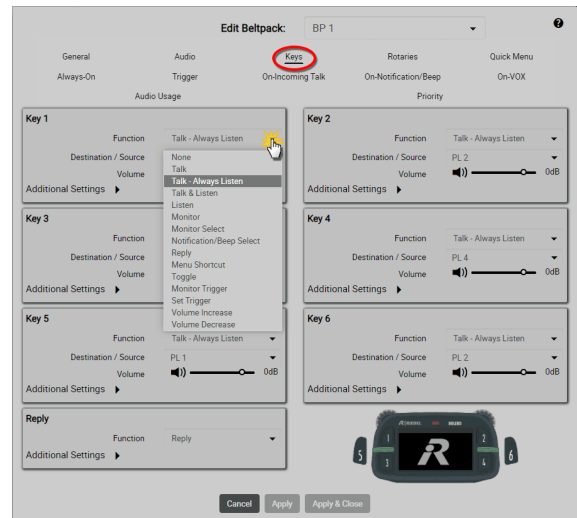 Edit Beltpack: BP 1
General Audio Keys Rotaries Quick Menu
Always-On Trigger On-Incoming Talk On-Notification/Beep On-VOX
Audio Usage Priority
Key 1
Function Talk - Always Listen
Destination / Source
Volume
Additional Settings
None
Talk
Talk - Always Listen
Talk & Listen
Listen
Monitor
Monitor Select
Notification/Beep Select
Reply
Menu Shortcut
Toggle
Monitor Trigger
Set Trigger
Volume Increase
Volume Decrease
Key 2
Function Talk - Always Listen
Destination / Source PL 2
Volume 0dB
Additional Settings
Key 3
Function
Destination / Source
Volume
Additional Settings
Key 4
Function Talk - Always Listen
Destination / Source PL 4
Volume 0dB
Additional Settings
Key 5
Function Talk - Always Listen
Destination / Source PL 1
Volume 0dB
Additional Settings
Key 6
Function Talk - Always Listen
Destination / Source PL 2
Volume 0dB
Additional Settings
Reply
Function Reply
Additional Settings
1 2
5 3 4 6
R
Cancel Apply Apply & Close